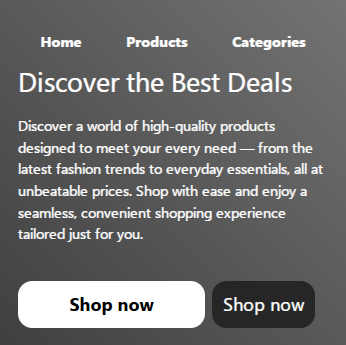 Home Products Categories
Discover the Best Deals
Discover a world of high-quality products
designed to meet your every need — from the
latest fashion trends to everyday essentials, all at
unbeatable prices. Shop with ease and enjoy a
seamless, convenient shopping experience
tailored just for you.
Shop now Shop now